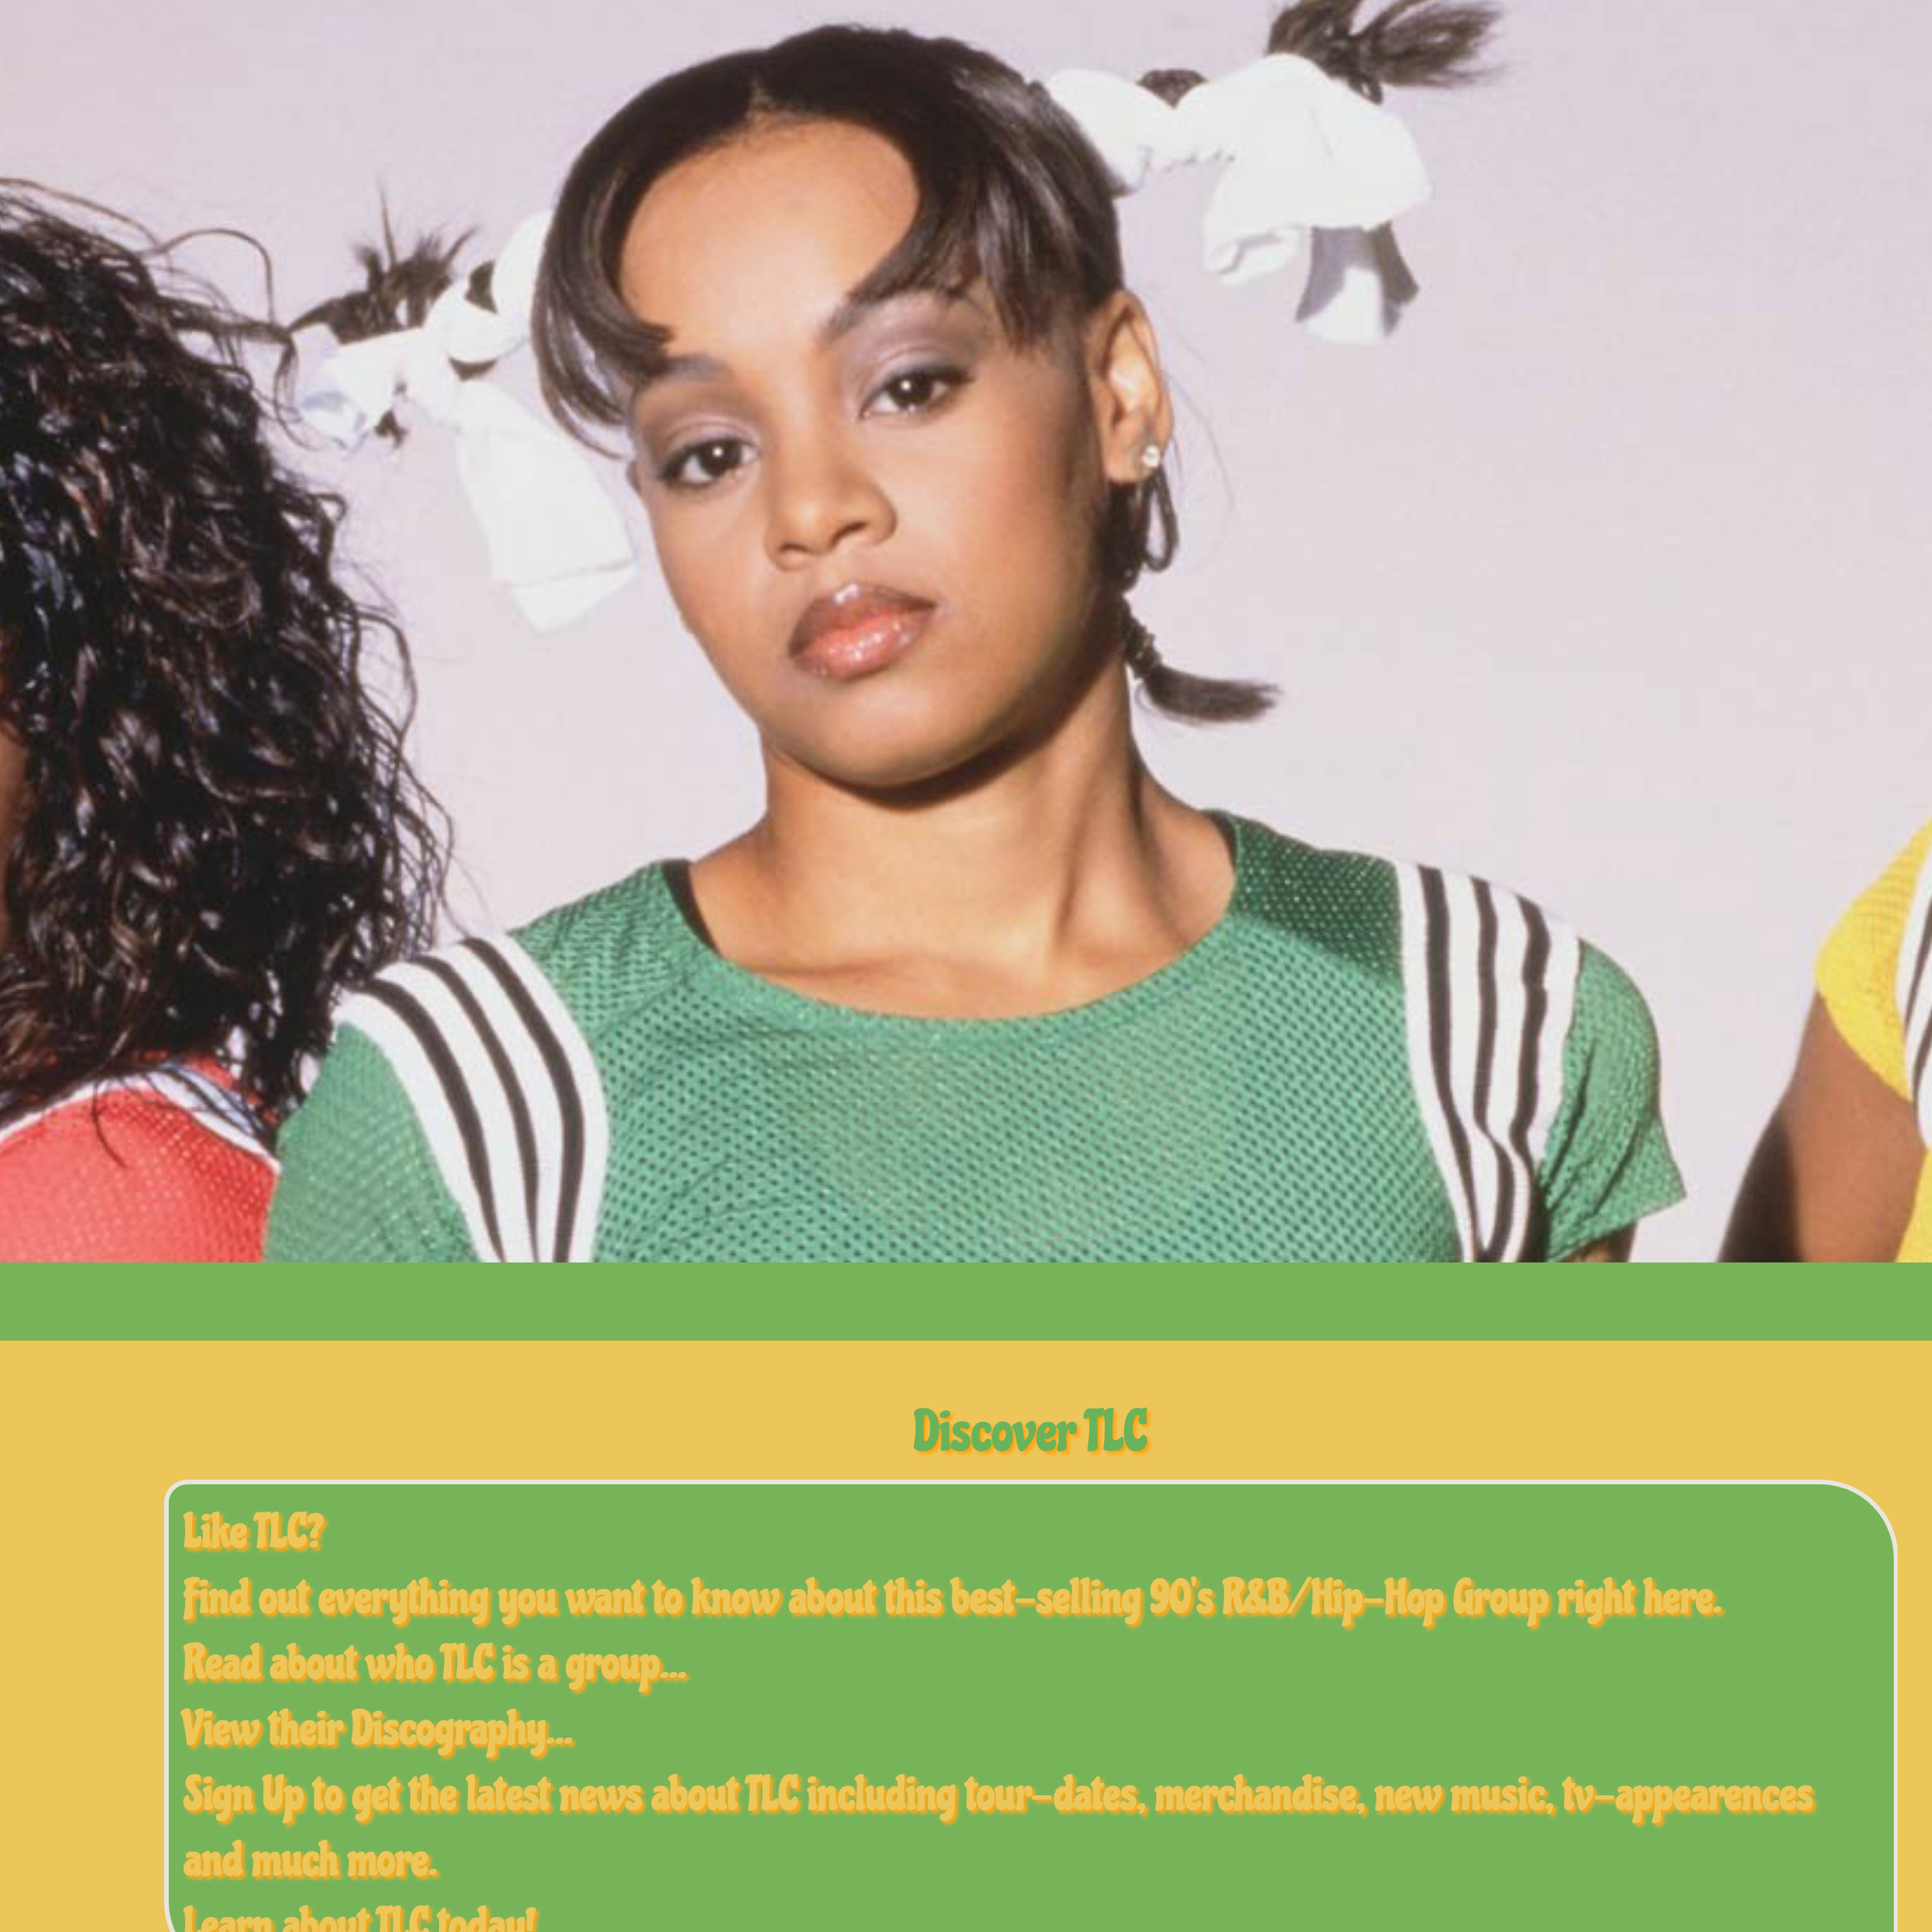 Discover TLC
Like TLC?
Find out everything you want to know about this best-selling 90's R&B/Hip-Hop Group right here.
Read about who TLC is a group...
View their Discography...
Sign Up to get the latest news about TLC including tour-dates, merchandise, new music, tv-appearences
and much more.
Learn about TLC today!